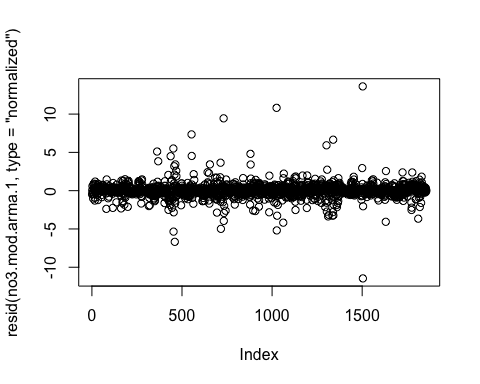 resid(no3.mod.arma.1, type = "normalized")
10
5
0
-5
-10
0 500 1000 1500
Index